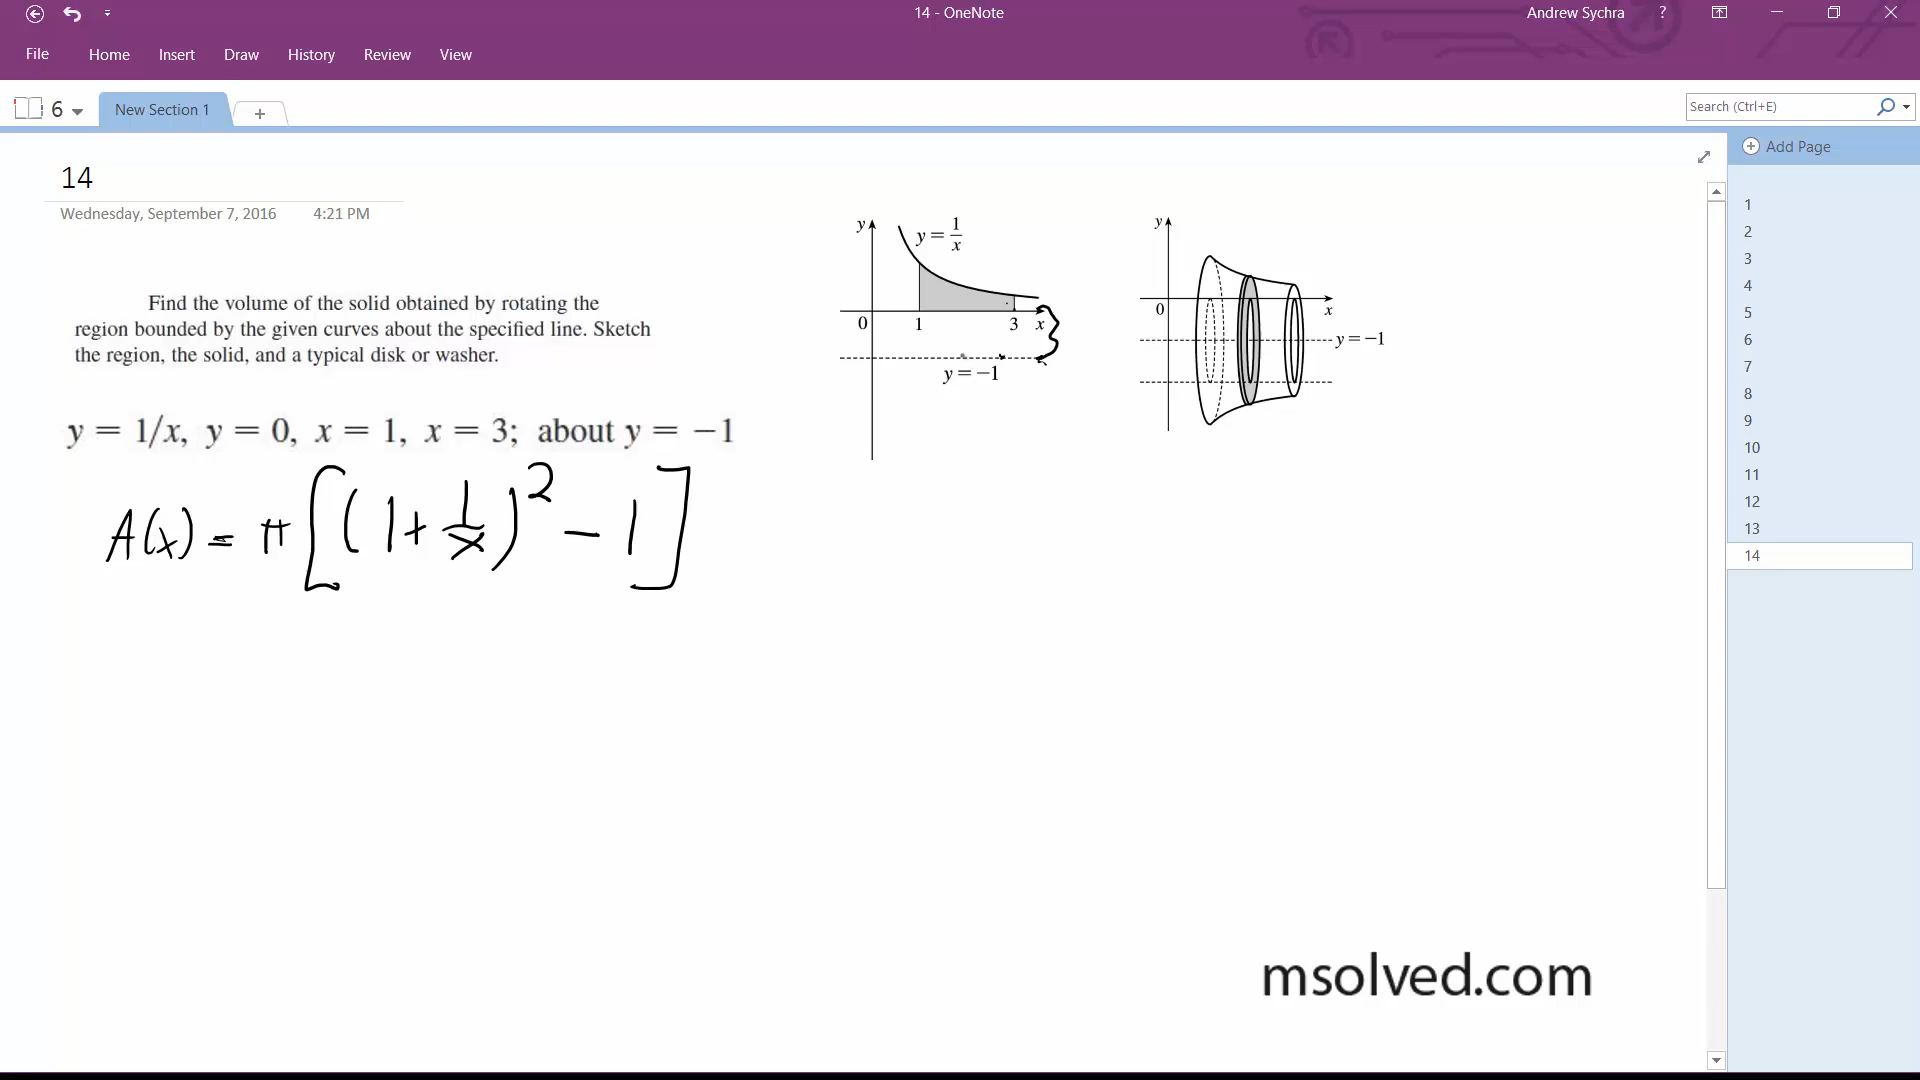 14 - OneNote
Andrew Sychra
?
File
Home
Insert
Draw
History
Review
View
6
New Section 1
+
Search (Ctrl+E)
Add Page
14
Wednesday, September 7, 2016 4:21 PM
Find the volume of the solid obtained by rotating the
region bounded by the given curves about the specified line. Sketch
the region, the solid, and a typical disk or washer.
y = 1/x, y = 0, x = 1, x = 3; about y = −1
A(x) = π[(1 + 1/x)² − 1]
y
y = 1/x
0 1 3 x
y = −1
y
0 x
y = −1
1
2
3
4
5
6
7
8
9
10
11
12
13
14
msolved.com